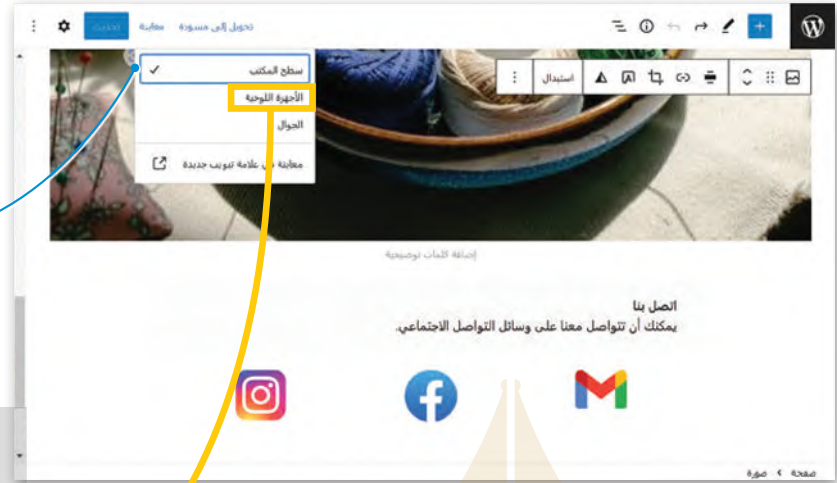 تحويل إلى مسودة
معاينة
تحديث
سطح المكتب
استبدال
الأجهزة اللوحية
الجوال
معاينة في علامة تبويب جديدة
إضافة كلمات توضيحية
اتصل بنا
يمكنك أن تتواصل معنا على وسائل التواصل الاجتماعي.
صفحة > صورة